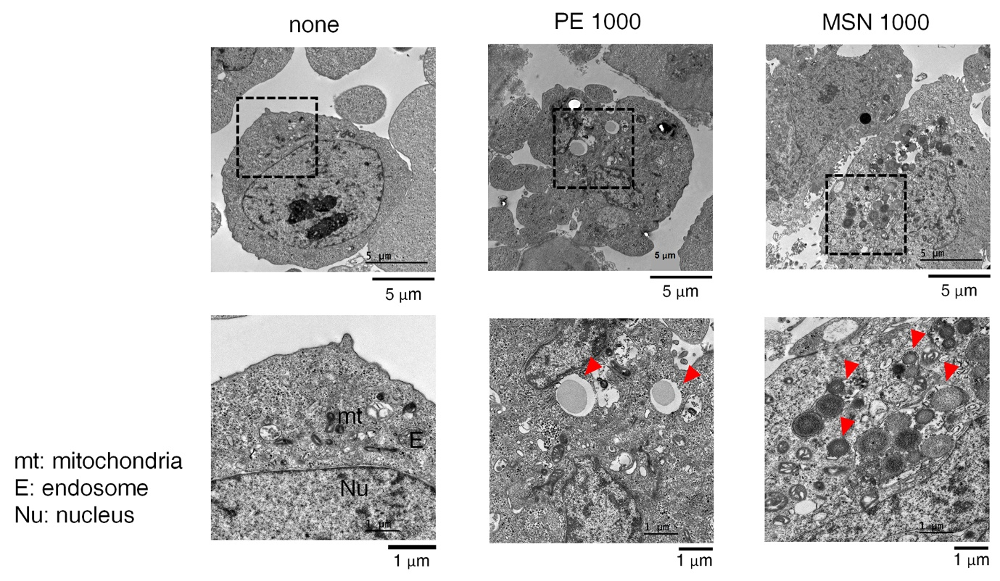 none
PE 1000
MSN 1000
5 µm
5 µm
5 µm
5 µm
5 µm
5 µm
mt
E
Nu
mt: mitochondria
E: endosome
Nu: nucleus
1 µm
1 µm
1 µm
1 µm
1 µm
1 µm